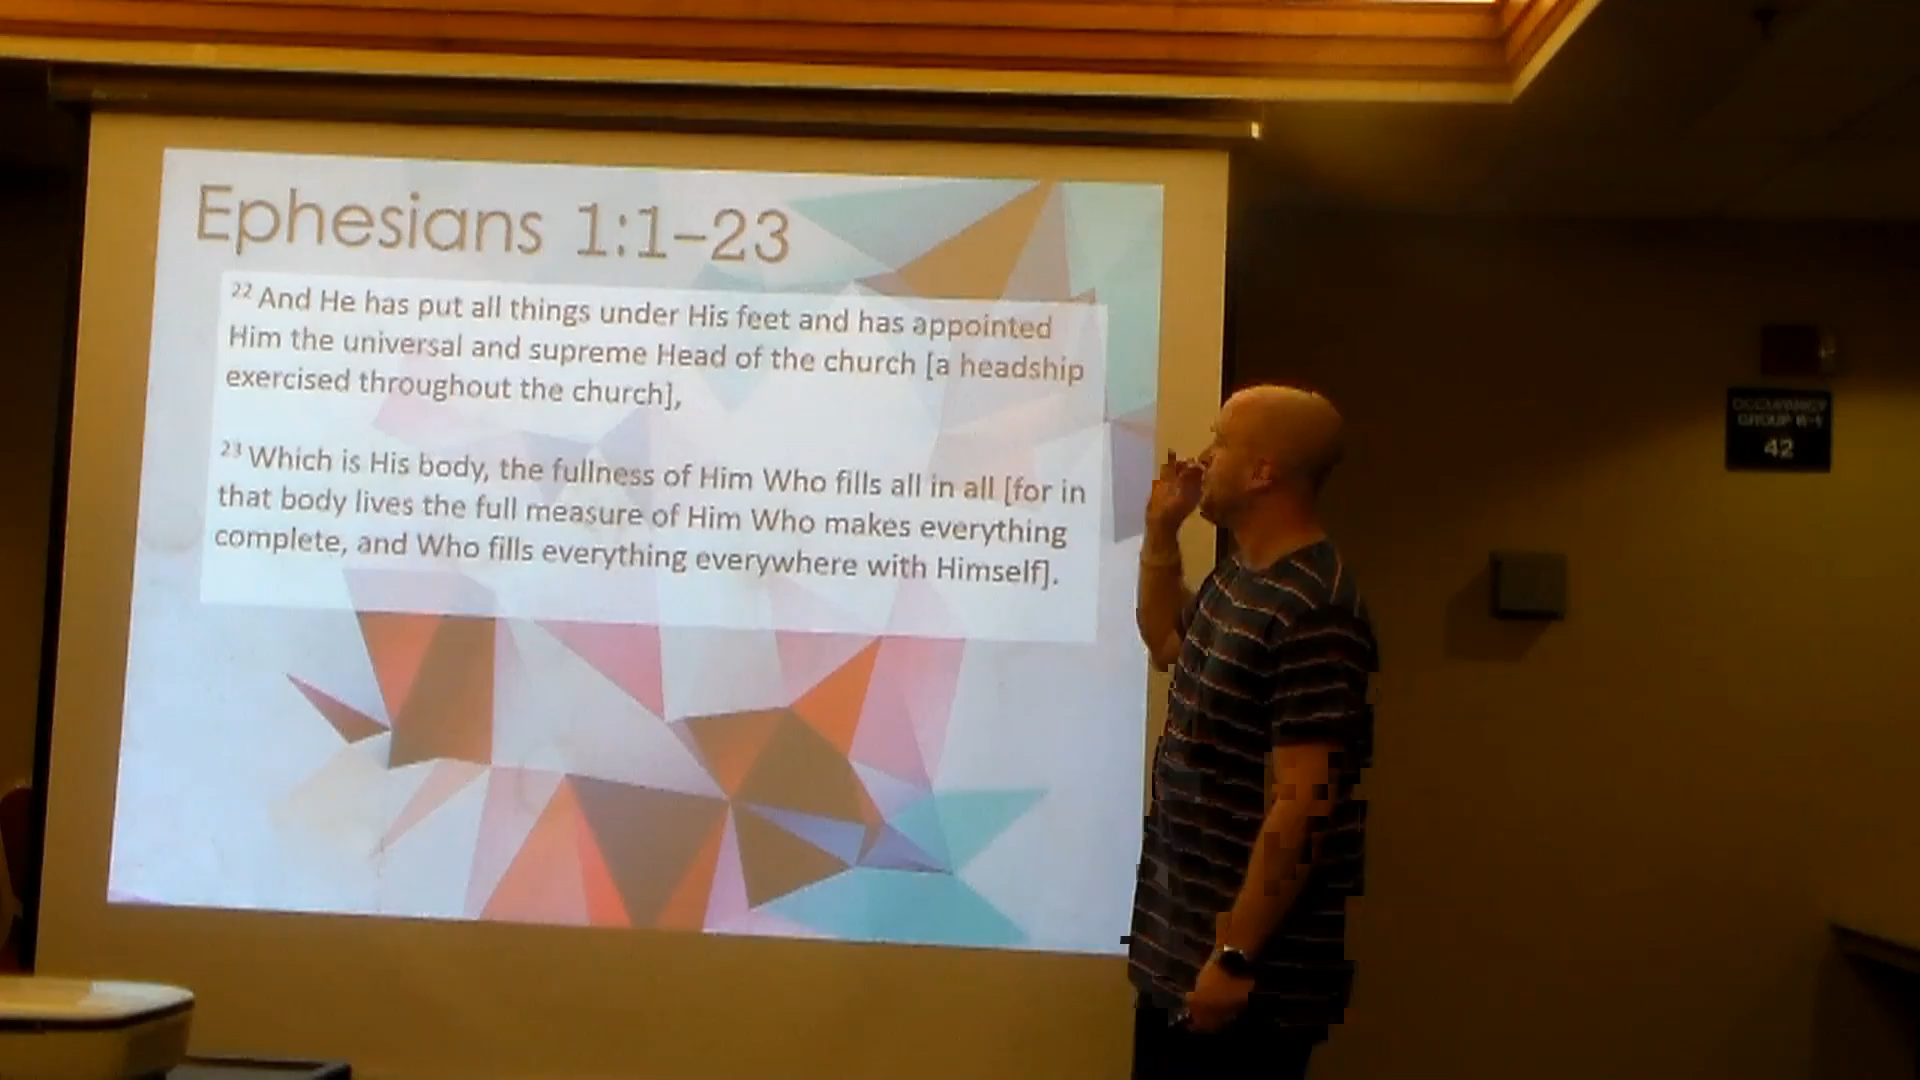 Ephesians 1:1–23
22 And He has put all things under His feet and has appointed
Him the universal and supreme Head of the church [a headship
exercised throughout the church],
23 Which is His body, the fullness of Him Who fills all in all [for in
that body lives the full measure of Him Who makes everything
complete, and Who fills everything everywhere with Himself].
OCCUPANCY
GROUP
42